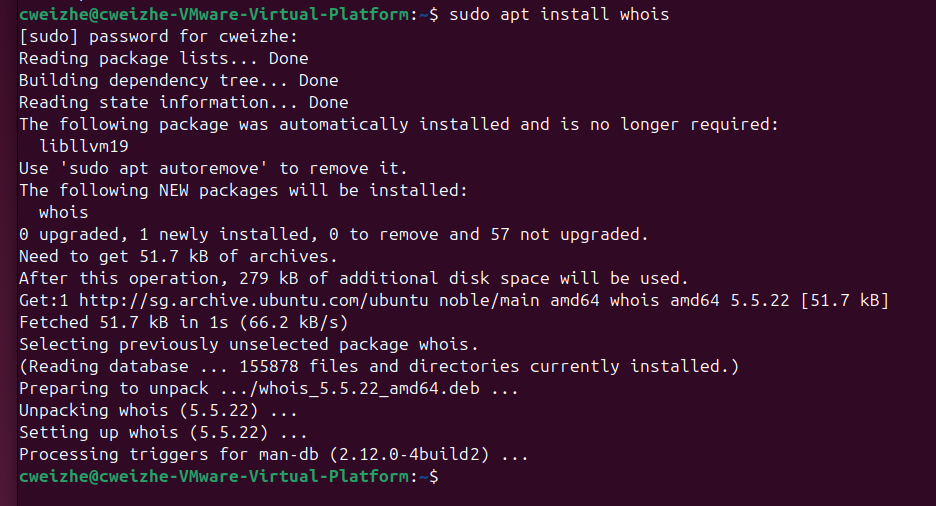 cweizhe@cweizhe-VMware-Virtual-Platform:~$ sudo apt install whois
[sudo] password for cweizhe:
Reading package lists... Done
Building dependency tree... Done
Reading state information... Done
The following package was automatically installed and is no longer required:
  libllvm19
Use 'sudo apt autoremove' to remove it.
The following NEW packages will be installed:
  whois
0 upgraded, 1 newly installed, 0 to remove and 57 not upgraded.
Need to get 51.7 kB of archives.
After this operation, 279 kB of additional disk space will be used.
Get:1 http://sg.archive.ubuntu.com/ubuntu noble/main amd64 whois amd64 5.5.22 [51.7 kB]
Fetched 51.7 kB in 1s (66.2 kB/s)
Selecting previously unselected package whois.
(Reading database ... 155878 files and directories currently installed.)
Preparing to unpack .../whois_5.5.22_amd64.deb ...
Unpacking whois (5.5.22) ...
Setting up whois (5.5.22) ...
Processing triggers for man-db (2.12.0-4build2) ...
cweizhe@cweizhe-VMware-Virtual-Platform:~$